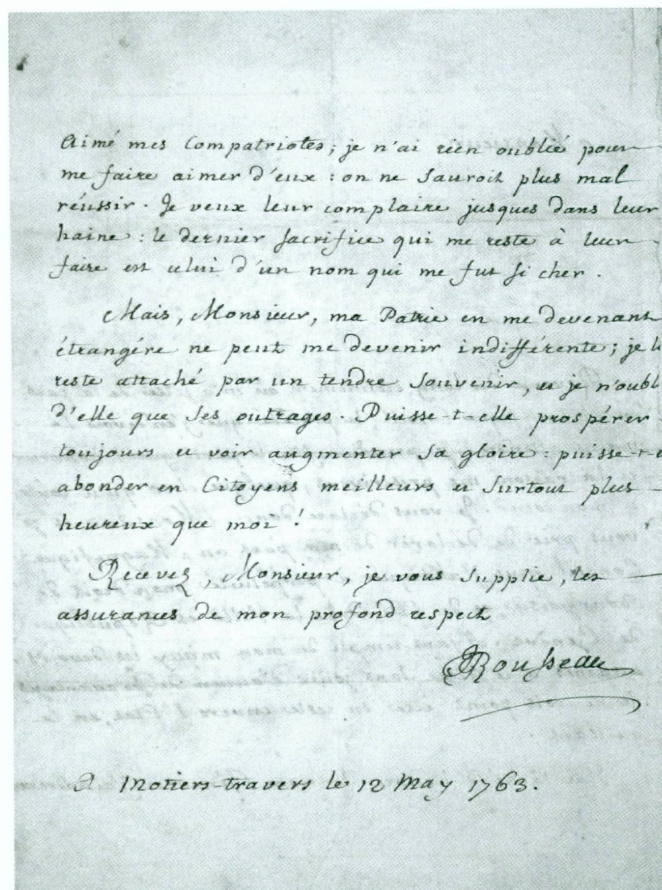 Aimé mes Compatriotes ; je n'ai rien oublié pour
me faire aimer d'eux : on ne sauroit plus mal
réussir. Je veux leur complaire jusques dans leur
haine : le dernier sacrifice qui me reste à leur
faire est celui d'un nom qui me fut si cher.
Mais, Monsieur, ma Patrie en me devenant
étrangére ne peut me devenir indifférente ; je l
reste attaché par un tendre souvenir, et je n'oubl
d'elle que ses outrages. Puisse-t-elle prospérer
toujours et voir augmenter sa gloire : puisse-t-e
abonder en Citoyens meilleurs et surtout plus
heureux que moi !
Recevez, Monsieur, je vous supplie, les
assurances de mon profond respect
JJRousseau
A Motiers-travers le 12 May 1763.